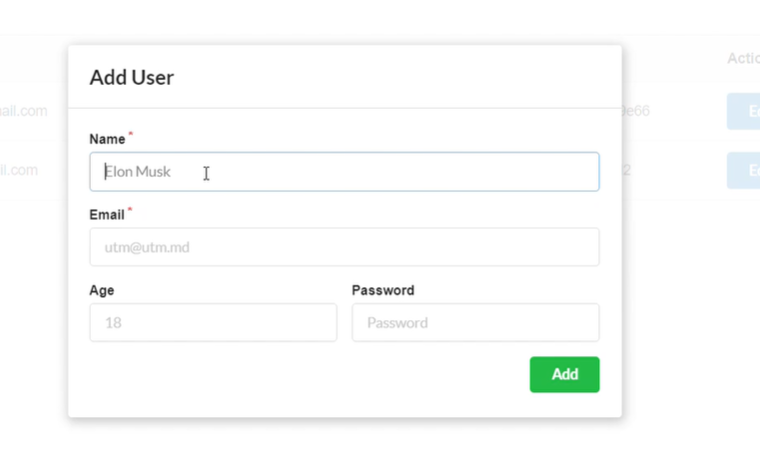 Add User
Name *
Elon Musk
Email *
utm@utm.md
Age Password
18 Password
Add
ail.com
il.com
9e66
2